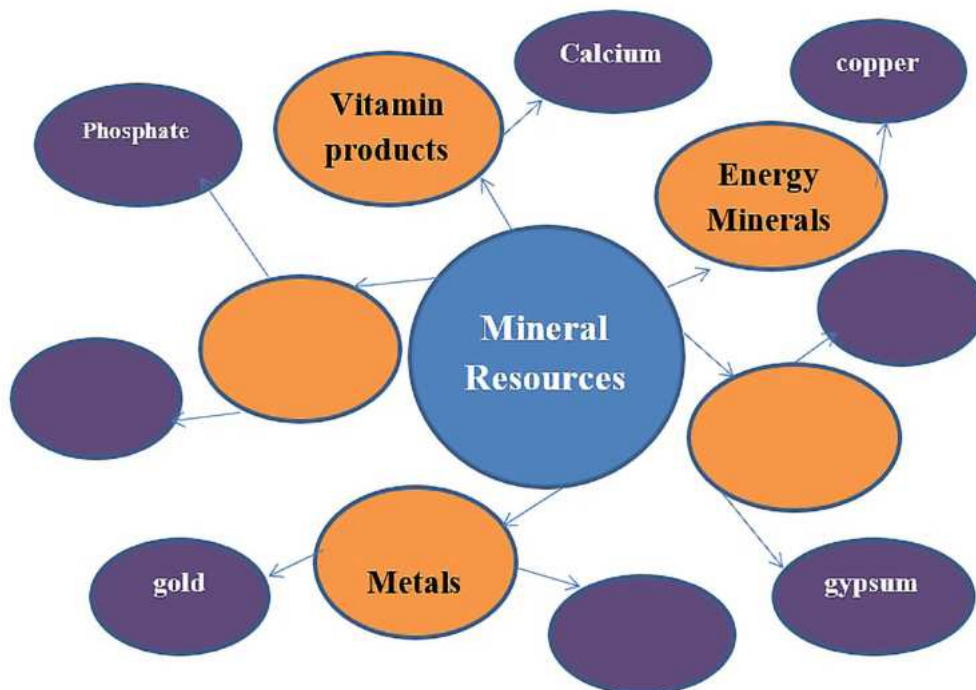 Calcium
copper
Phosphate
Vitamin
products
Energy
Minerals
Mineral
Resources
gold
Metals
gypsum